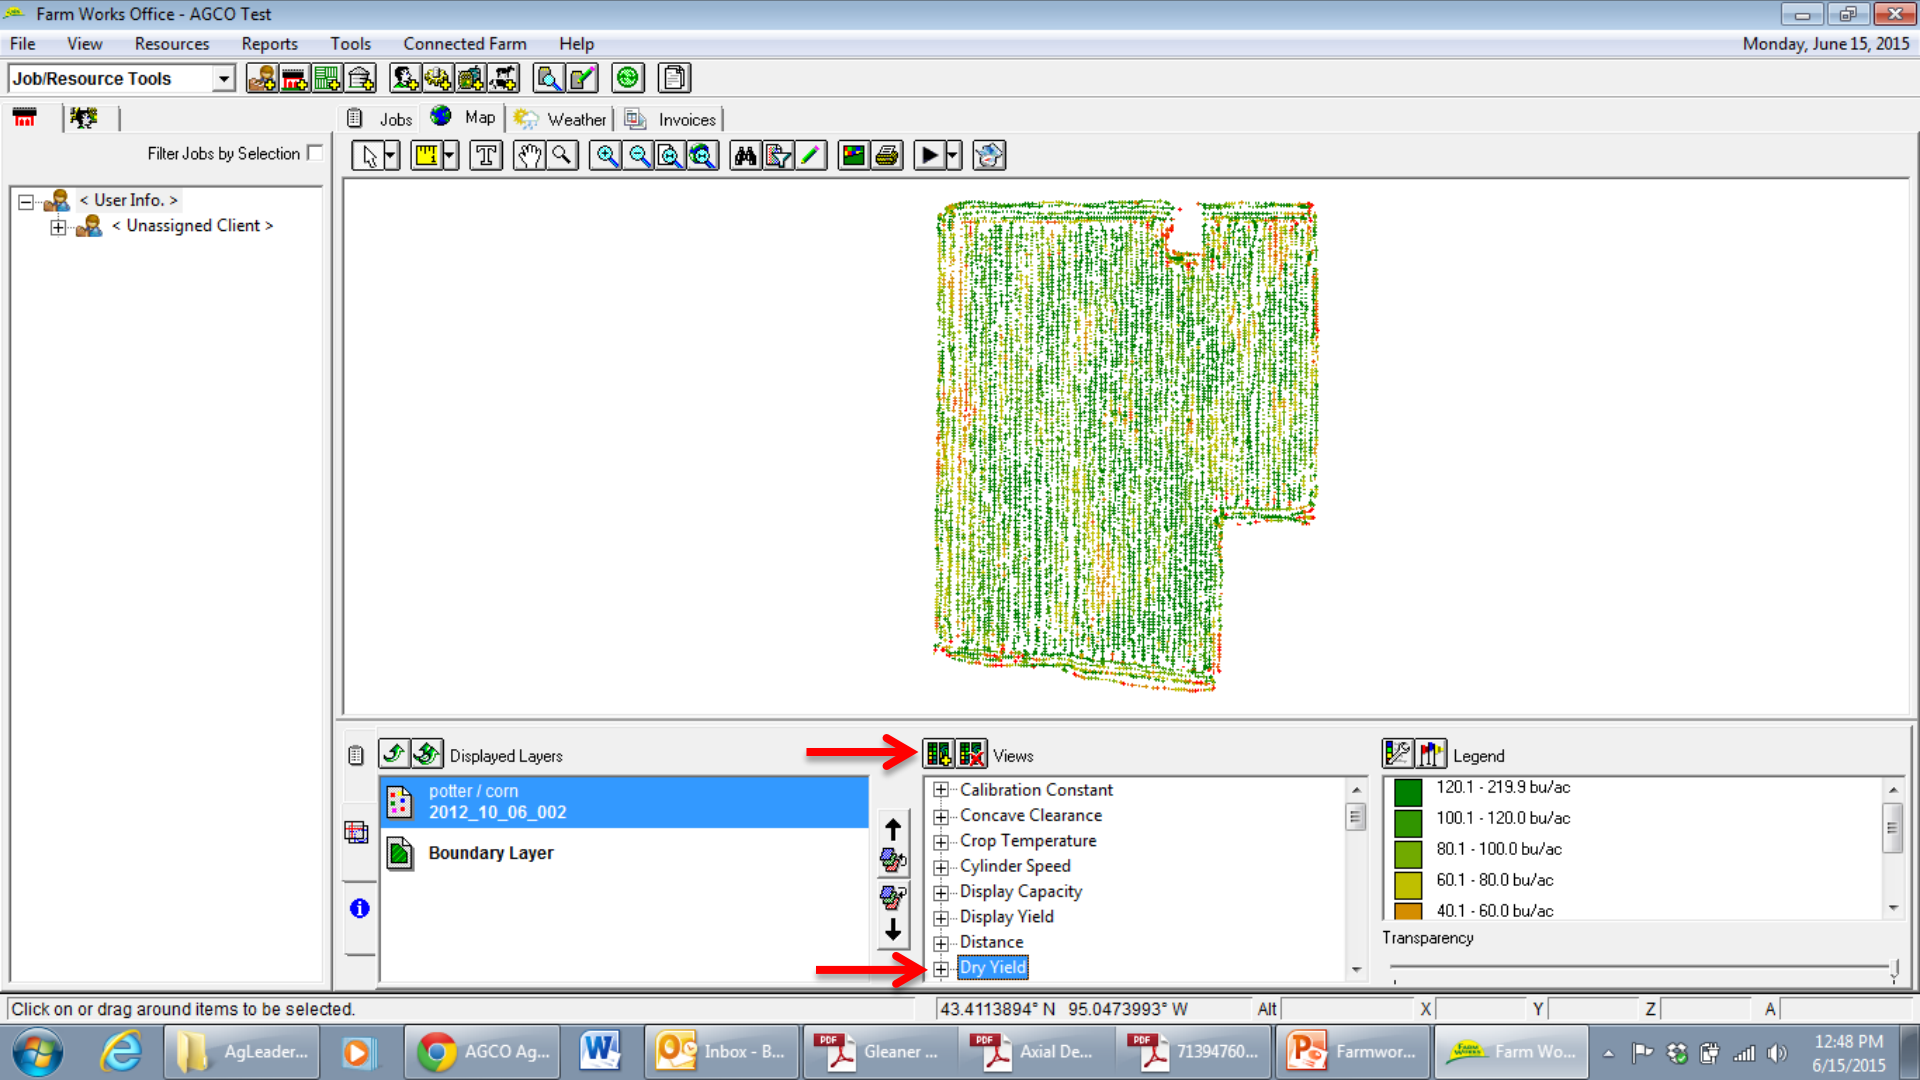 Farm Works Office - AGCO Test
File View Resources Reports Tools Connected Farm Help Monday, June 15, 2015
Job/Resource Tools
Jobs Map Weather Invoices
Filter Jobs by Selection
T
< User Info. >
< Unassigned Client >
Displayed Layers
potter / corn
2012_10_06_002
Boundary Layer
Views
Calibration Constant
Concave Clearance
Crop Temperature
Cylinder Speed
Display Capacity
Display Yield
Distance
Dry Yield
Legend
120.1 - 219.9 bu/ac
100.1 - 120.0 bu/ac
80.1 - 100.0 bu/ac
60.1 - 80.0 bu/ac
40.1 - 60.0 bu/ac
Transparency
Click on or drag around items to be selected. 43.4113894° N 95.0473993° W Alt X Y Z A
AgLeader... AGCO Ag... Inbox - B... PDF Gleaner ... PDF Axial De... PDF 71394760... Farmwor... Farm Wo... 12:48 PM
6/15/2015